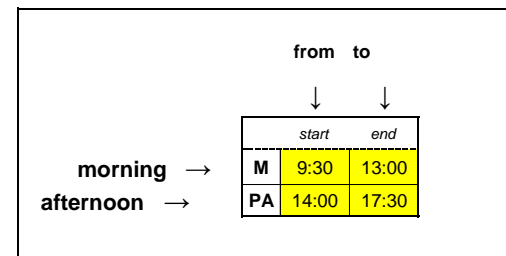 from to
↓ ↓
start end
morning → M 9:30 13:00
afternoon → PA 14:00 17:30